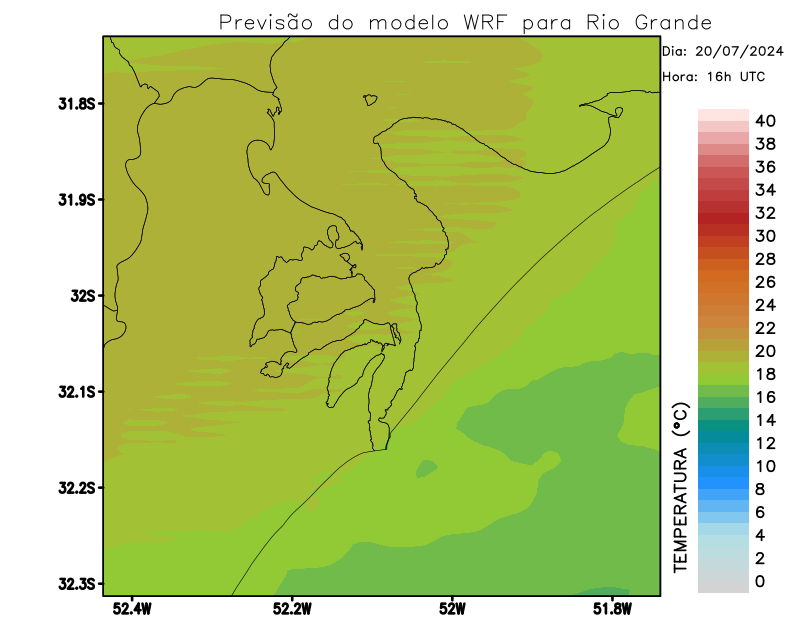 Previsão do modelo WRF para Rio Grande
Dia: 20/07/2024
Hora: 16h UTC
31.8S
31.9S
32S
32.1S
32.2S
32.3S
52.4W
52.2W
52W
51.8W
TEMPERATURA (°C)
40
38
36
34
32
30
28
26
24
22
20
18
16
14
12
10
8
6
4
2
0